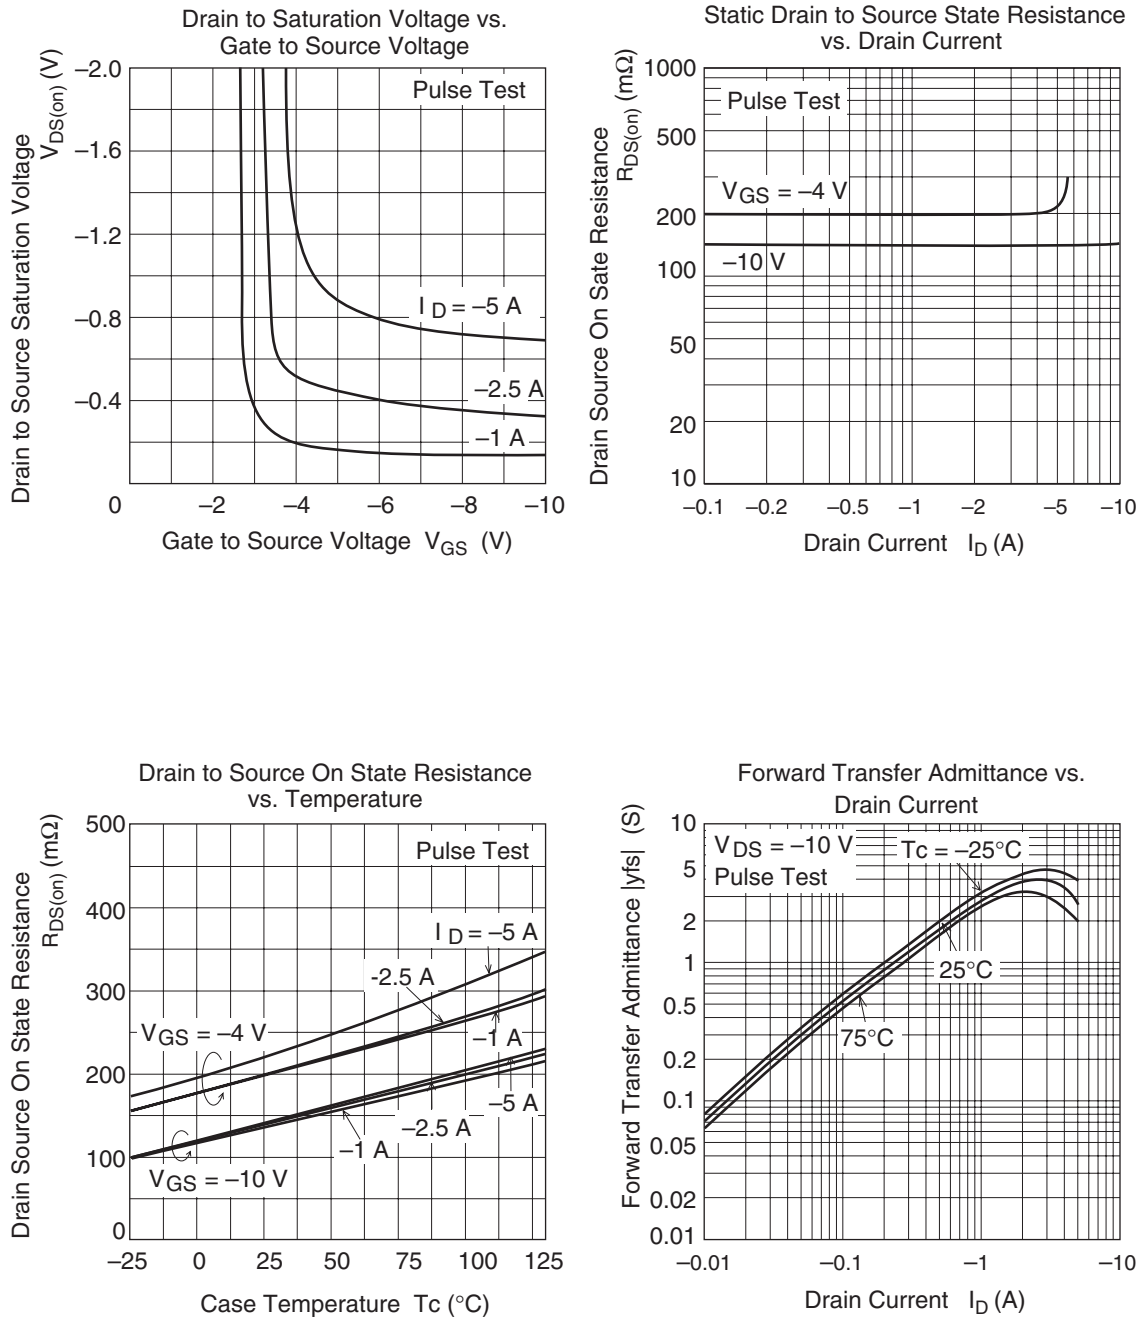 Drain to Saturation Voltage vs.
Gate to Source Voltage
Drain to Source Saturation Voltage
VDS(on) (V)
–2.0
–1.6
–1.2
–0.8
–0.4
0
Pulse Test
I D = –5 A
–2.5 A
–1 A
–2 –4 –6 –8 –10
Gate to Source Voltage VGS (V)
Static Drain to Source State Resistance
vs. Drain Current
Drain Source On Sate Resistance
RDS(on) (mΩ)
1000
500
200
100
50
20
10
Pulse Test
VGS = –4 V
–10 V
–0.1 –0.2 –0.5 –1 –2 –5 –10
Drain Current ID (A)
Drain to Source On State Resistance
vs. Temperature
Drain Source On State Resistance
RDS(on) (mΩ)
500
400
300
200
100
0
Pulse Test
I D = –5 A
-2.5 A
VGS = –4 V
–1 A
–5 A
–2.5 A
–1 A
VGS = –10 V
–25 0 25 50 75 100 125
Case Temperature Tc (°C)
Forward Transfer Admittance vs.
Drain Current
Forward Transfer Admittance |yfs| (S)
10
5
2
1
0.5
0.2
0.1
0.05
0.02
0.01
VDS = –10 V
Pulse Test
Tc = –25°C
25°C
75°C
–0.01 –0.1 –1 –10
Drain Current ID (A)